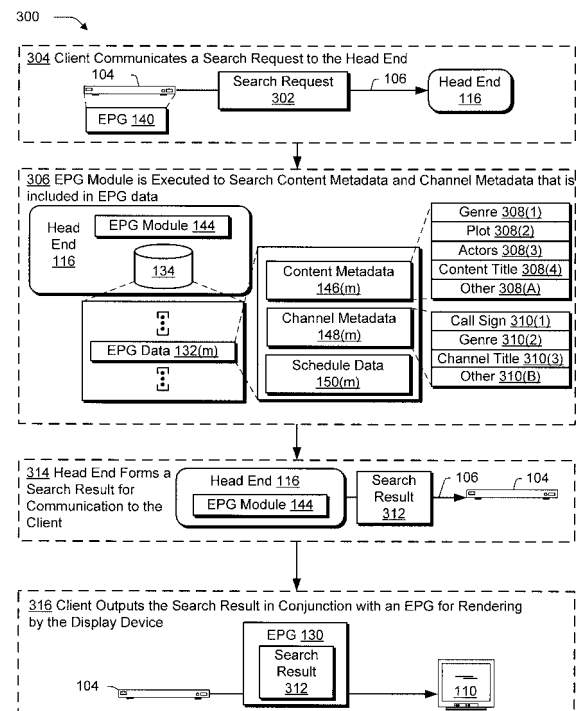 300
304 Client Communicates a Search Request to the Head End
104
Search Request
302
106
Head End
116
EPG 140
306 EPG Module is Executed to Search Content Metadata and Channel Metadata that is
included in EPG data
Head
End
116
EPG Module 144
134
EPG Data 132(m)
Content Metadata
146(m)
Channel Metadata
148(m)
Schedule Data
150(m)
Genre 308(1)
Plot 308(2)
Actors 308(3)
Content Title 308(4)
Other 308(A)
Call Sign 310(1)
Genre 310(2)
Channel Title 310(3)
Other 310(B)
314 Head End Forms a
Search Result for
Communication to the
Client
Head End 116
EPG Module 144
Search
Result
312
106
104
316 Client Outputs the Search Result in Conjunction with an EPG for Rendering
by the Display Device
EPG 130
Search
Result
312
104
110